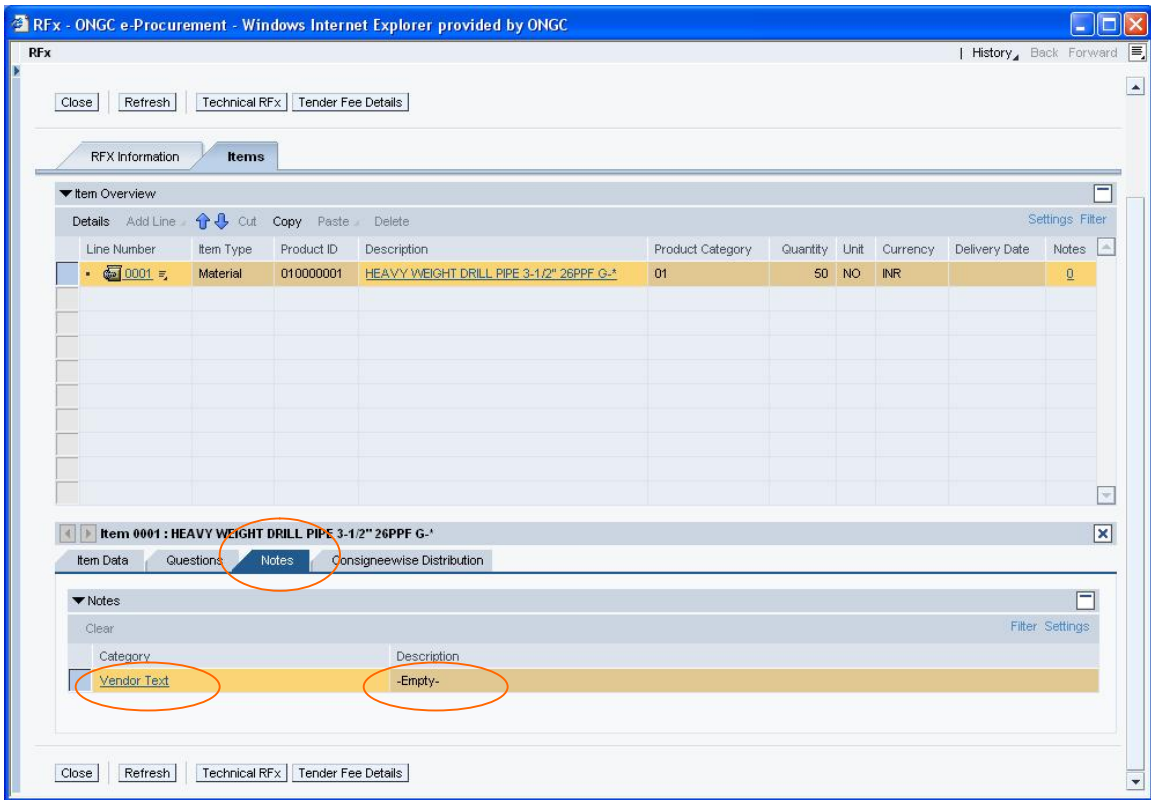 RFx - ONGC e-Procurement - Windows Internet Explorer provided by ONGC
RFx | History Back Forward
Close Refresh Technical RFx Tender Fee Details
RFX Information Items
Item Overview
Details Add Line Cut Copy Paste Delete Settings Filter
Line Number Item Type Product ID Description Product Category Quantity Unit Currency Delivery Date Notes
• 0001 Material 010000001 HEAVY WEIGHT DRILL PIPE 3-1/2" 26PPF G-* 01 50 NO INR 0
Item 0001 : HEAVY WEIGHT DRILL PIPE 3-1/2" 26PPF G-*
Item Data Questions Notes Consigneewise Distribution
Notes
Clear Filter Settings
Category Description
Vendor Text -Empty-
Close Refresh Technical RFx Tender Fee Details